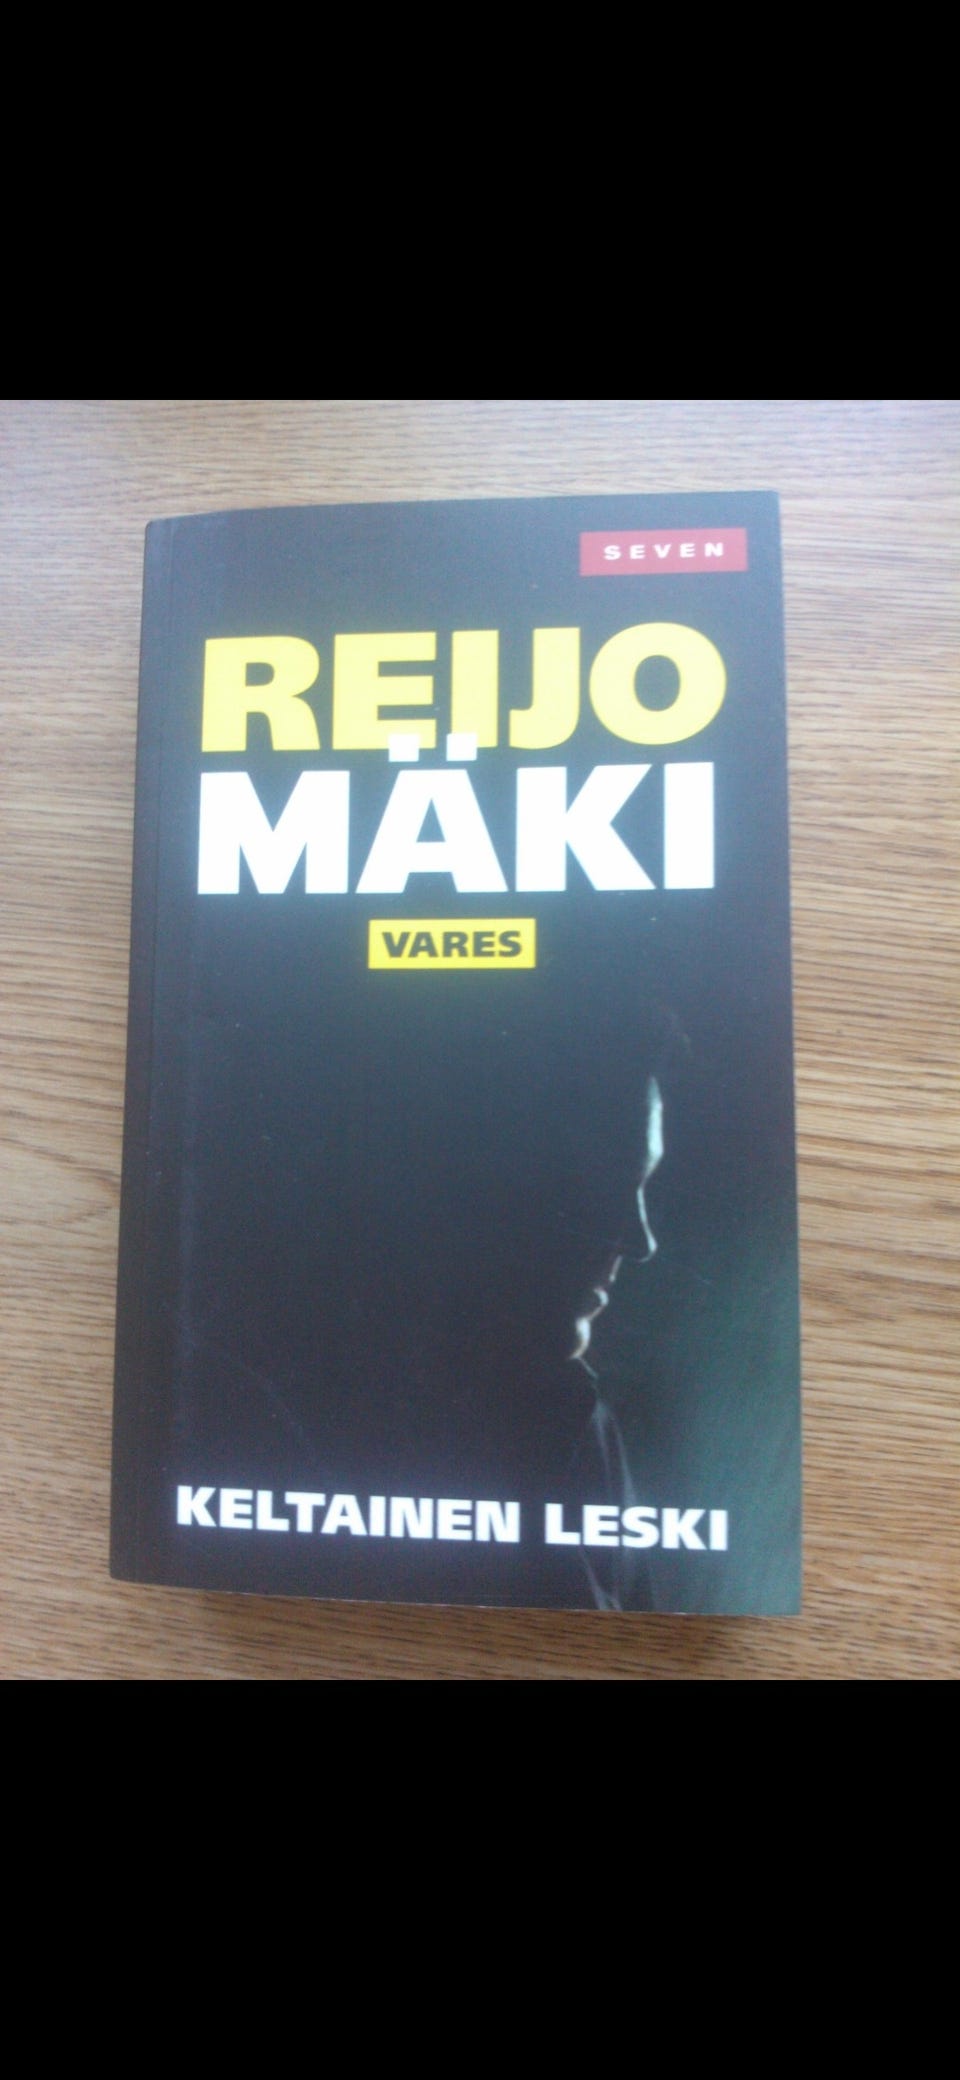 SEVEN
REIJO
MÄKI
VARES
KELTAINEN LESKI